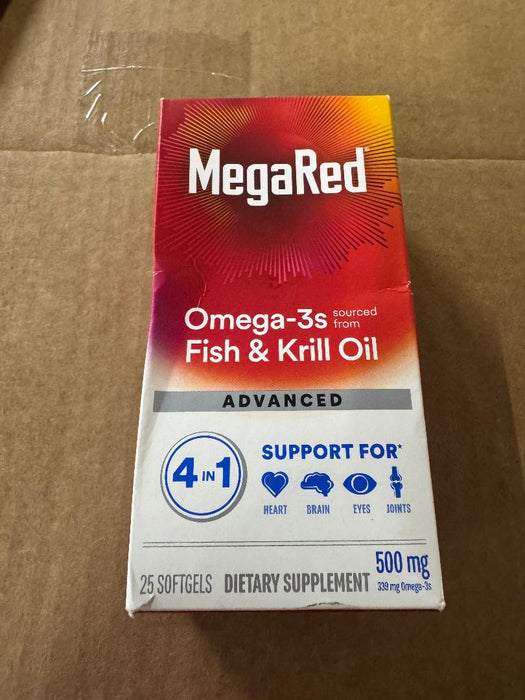 MegaRed®
Omega-3s sourced from
Fish & Krill Oil
ADVANCED
4 IN 1
SUPPORT FOR*
HEART BRAIN EYES JOINTS
25 SOFTGELS DIETARY SUPPLEMENT 500 mg
339 mg Omega-3s